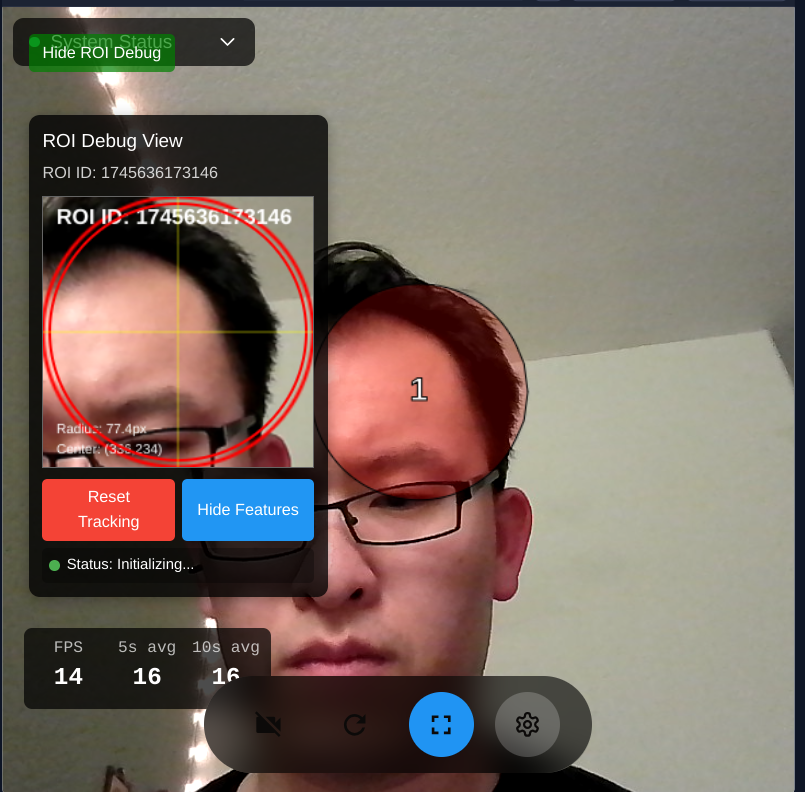 System Status
Hide ROI Debug
ROI Debug View
ROI ID: 1745636173146
ROI ID: 1745636173146
Radius: 77.4px
Center: (336,234)
Reset
Tracking
Hide Features
Status: Initializing...
1
FPS 5s avg 10s avg
14 16 16